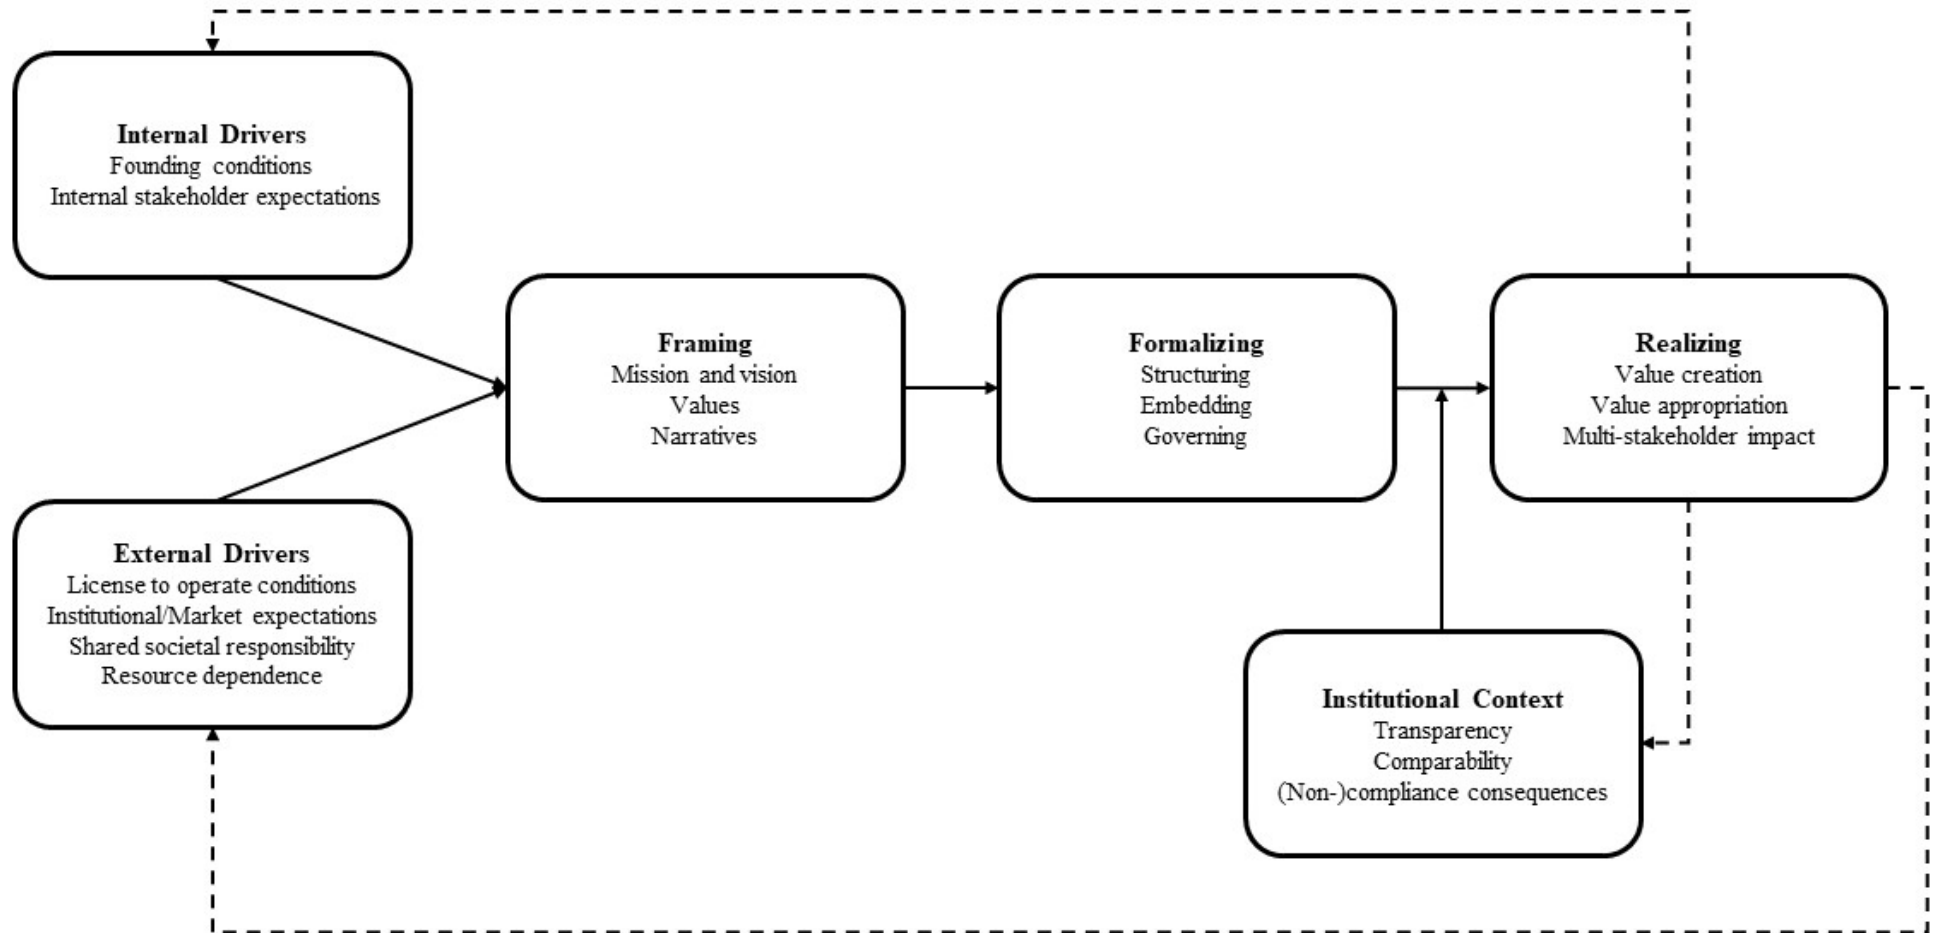 Internal Drivers
Founding conditions
Internal stakeholder expectations
External Drivers
License to operate conditions
Institutional/Market expectations
Shared societal responsibility
Resource dependence
Framing
Mission and vision
Values
Narratives
Formalizing
Structuring
Embedding
Governing
Realizing
Value creation
Value appropriation
Multi-stakeholder impact
Institutional Context
Transparency
Comparability
(Non-)compliance consequences